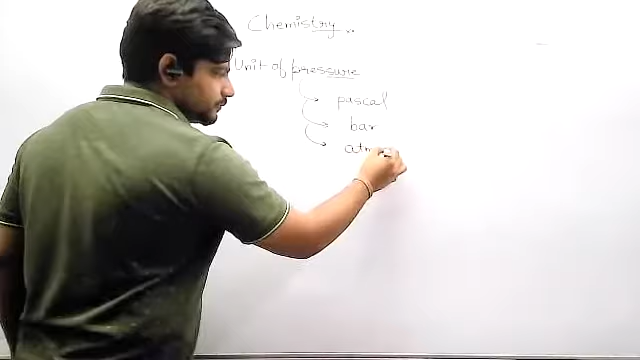 Chemistry
Unit of pressure
pascal
bar
atm